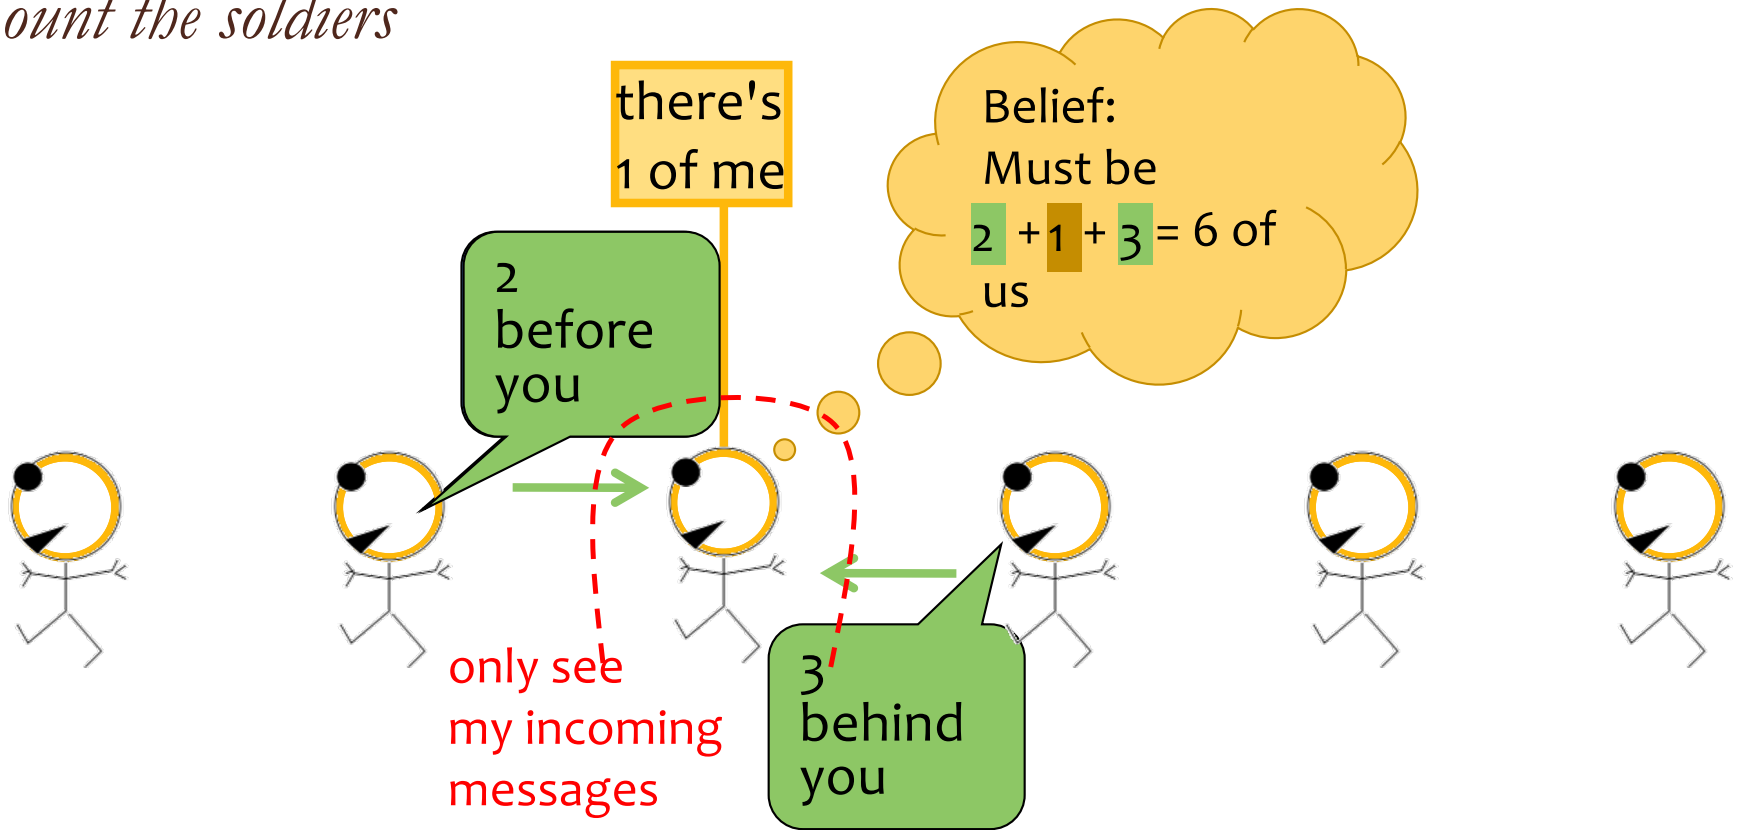 ount the soldiers
there's
1 of me
Belief:
Must be
2 + 1 + 3 = 6 of
us
2
before
you
only see
my incoming
messages
3
behind
you